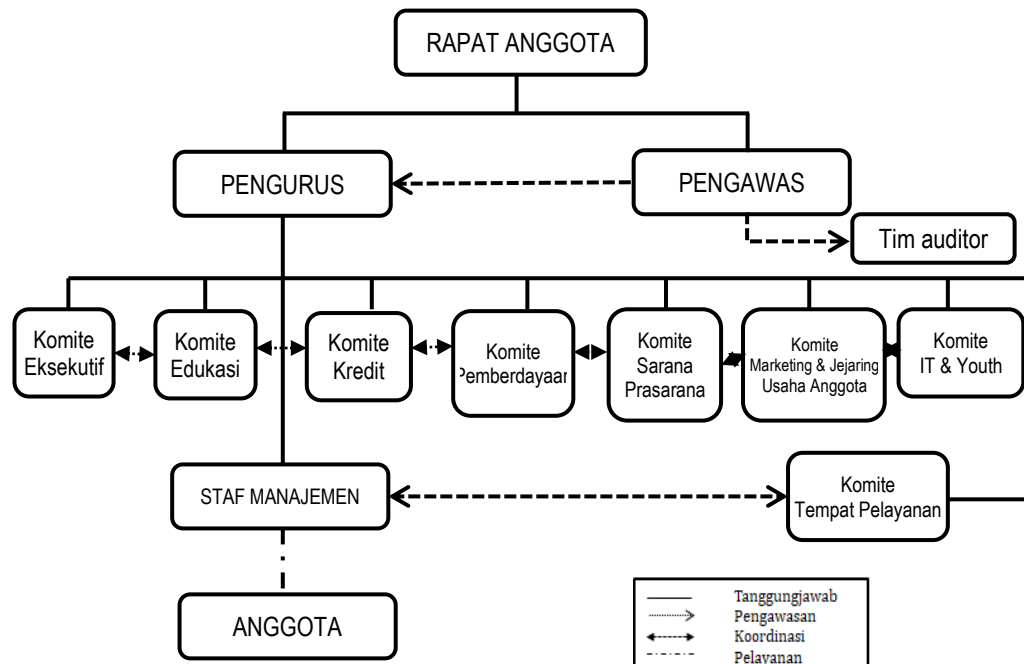 RAPAT ANGGOTA
PENGURUS
PENGAWAS
Tim auditor
Komite
Eksekutif
Komite
Edukasi
Komite
Kredit
Komite
Pemberdayaan
Komite
Sarana
Prasarana
Komite
Marketing & Jejaring
Usaha Anggota
Komite
IT & Youth
STAF MANAJEMEN
Komite
Tempat Pelayanan
ANGGOTA
Tanggungjawab
Pengawasan
Koordinasi
Pelayanan